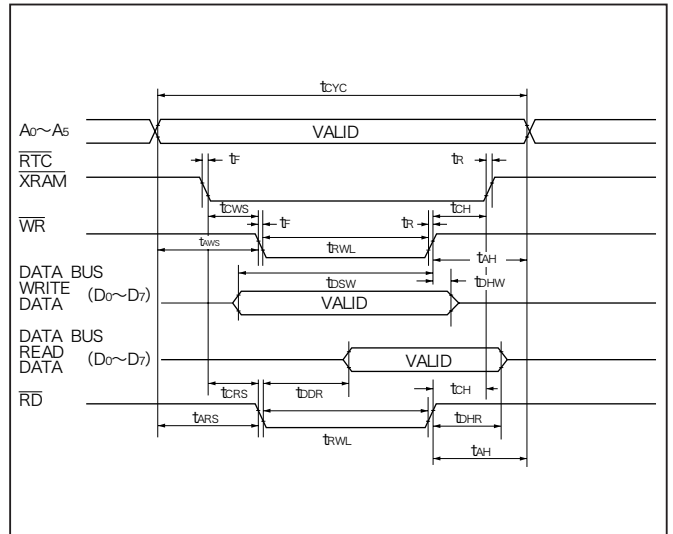 tCYC
A0〜A5 VALID
RTC tF tR
XRAM
tCWS tF tR tCH
WR
tAWS tRWL tAH
DATA BUS
WRITE (D0〜D7) tDSW tDHW
DATA VALID
DATA BUS
READ (D0〜D7) VALID
DATA
tCRS tDDR tCH
RD
tARS tRWL tDHR
tAH